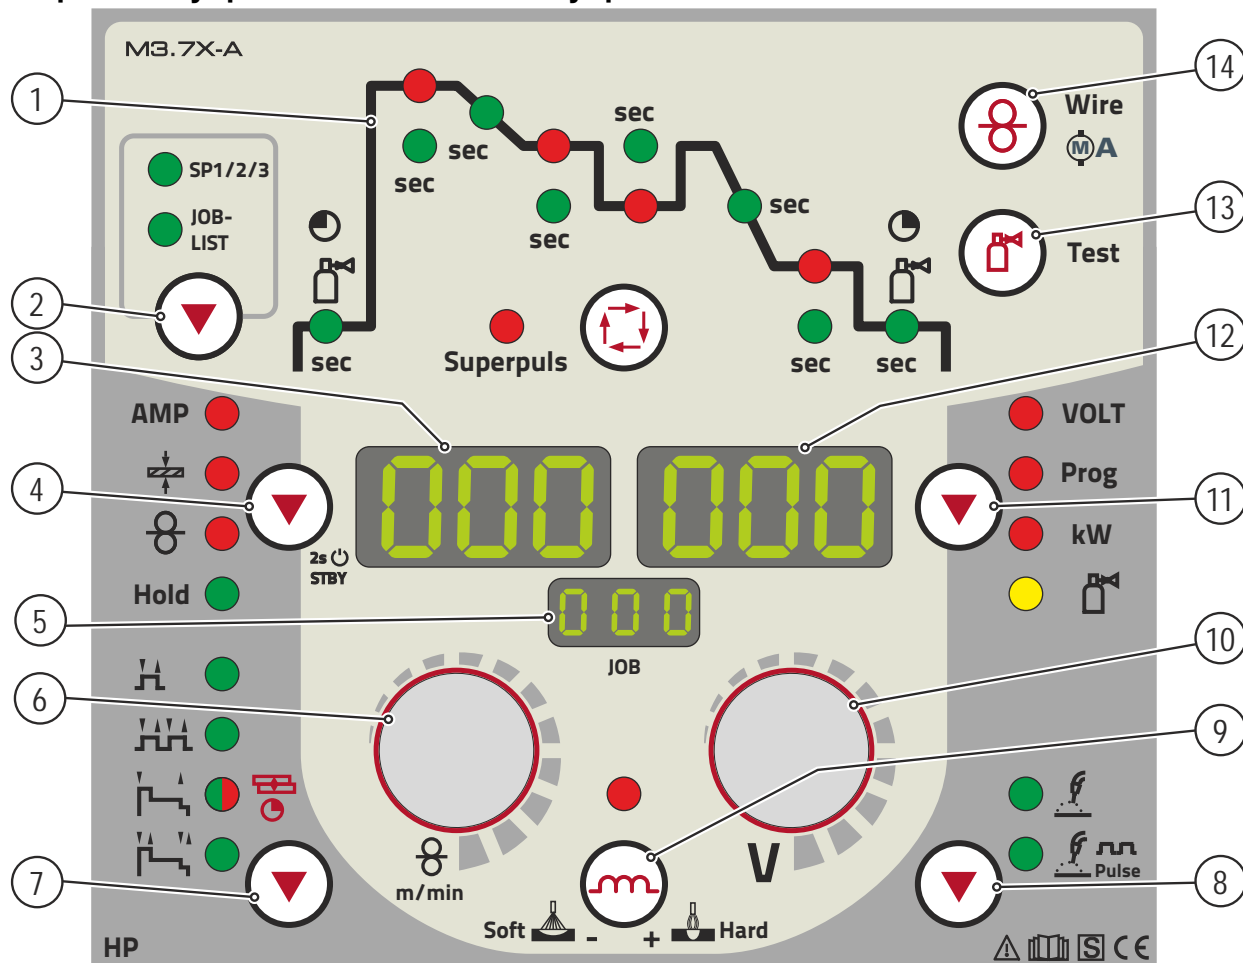 M3.7X-A
1
14
Wire
M A
sec
sec
sec
SP1/2/3
JOB-
LIST
sec
sec
13
Test
2
3
sec
Superpuls
sec
sec
12
AMP
VOLT
000
000
Prog
4
11
kW
2s
STBY
Hold
5
000
JOB
10
6
9
V
m/min
Pulse
7
8
Soft
-
+
Hard
HP
S
CE